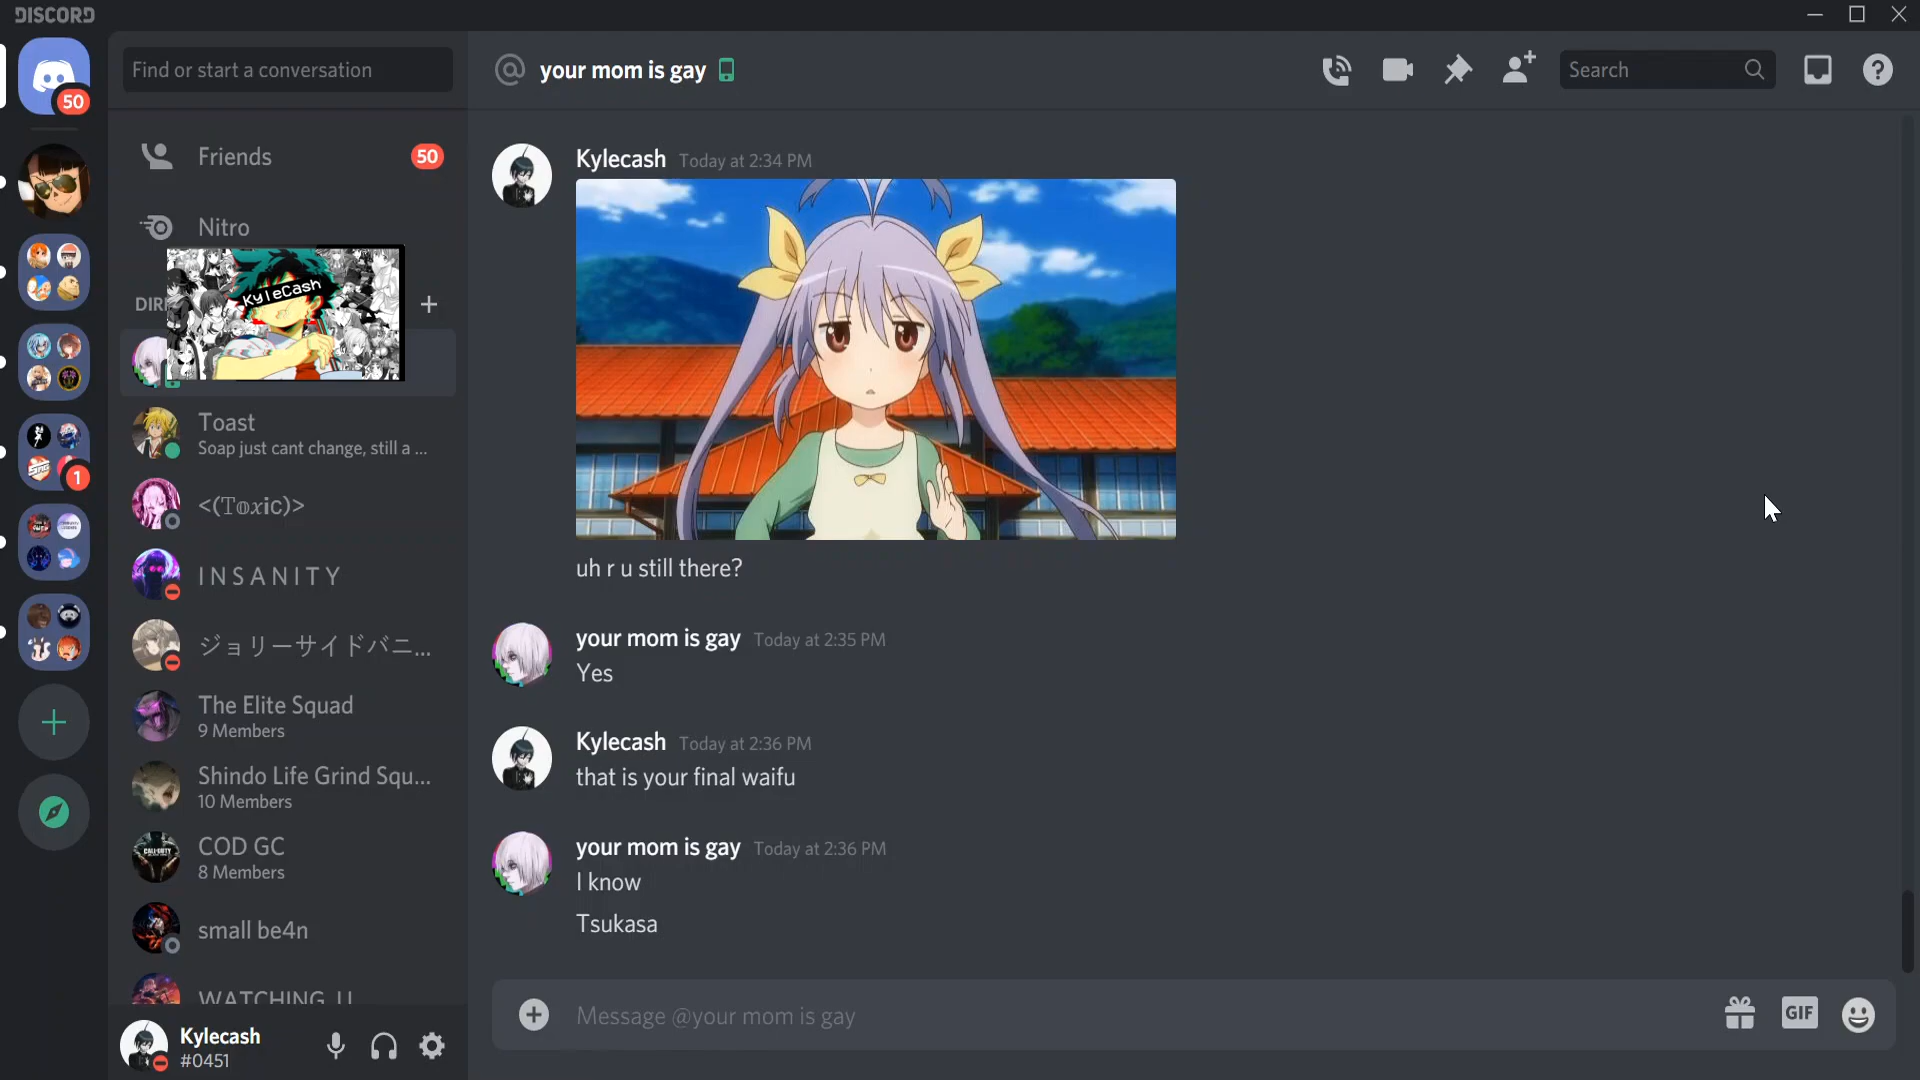 DISCORD
50
Find or start a conversation
Friends
50
Nitro
KyleCash
Toast
Soap just cant change, still a ...
<(𝕋𝕠𝕩𝕚𝕔)>
I N S A N I T Y
ジョリーサイドバニ...
1
The Elite Squad
9 Members
Shindo Life Grind Squ...
10 Members
COD GC
8 Members
small be4n
Kylecash
#0451
your mom is gay
Search
Kylecash Today at 2:34 PM
uh r u still there?
your mom is gay Today at 2:35 PM
Yes
Kylecash Today at 2:36 PM
that is your final waifu
your mom is gay Today at 2:36 PM
I know
Tsukasa
Message @your mom is gay
GIF